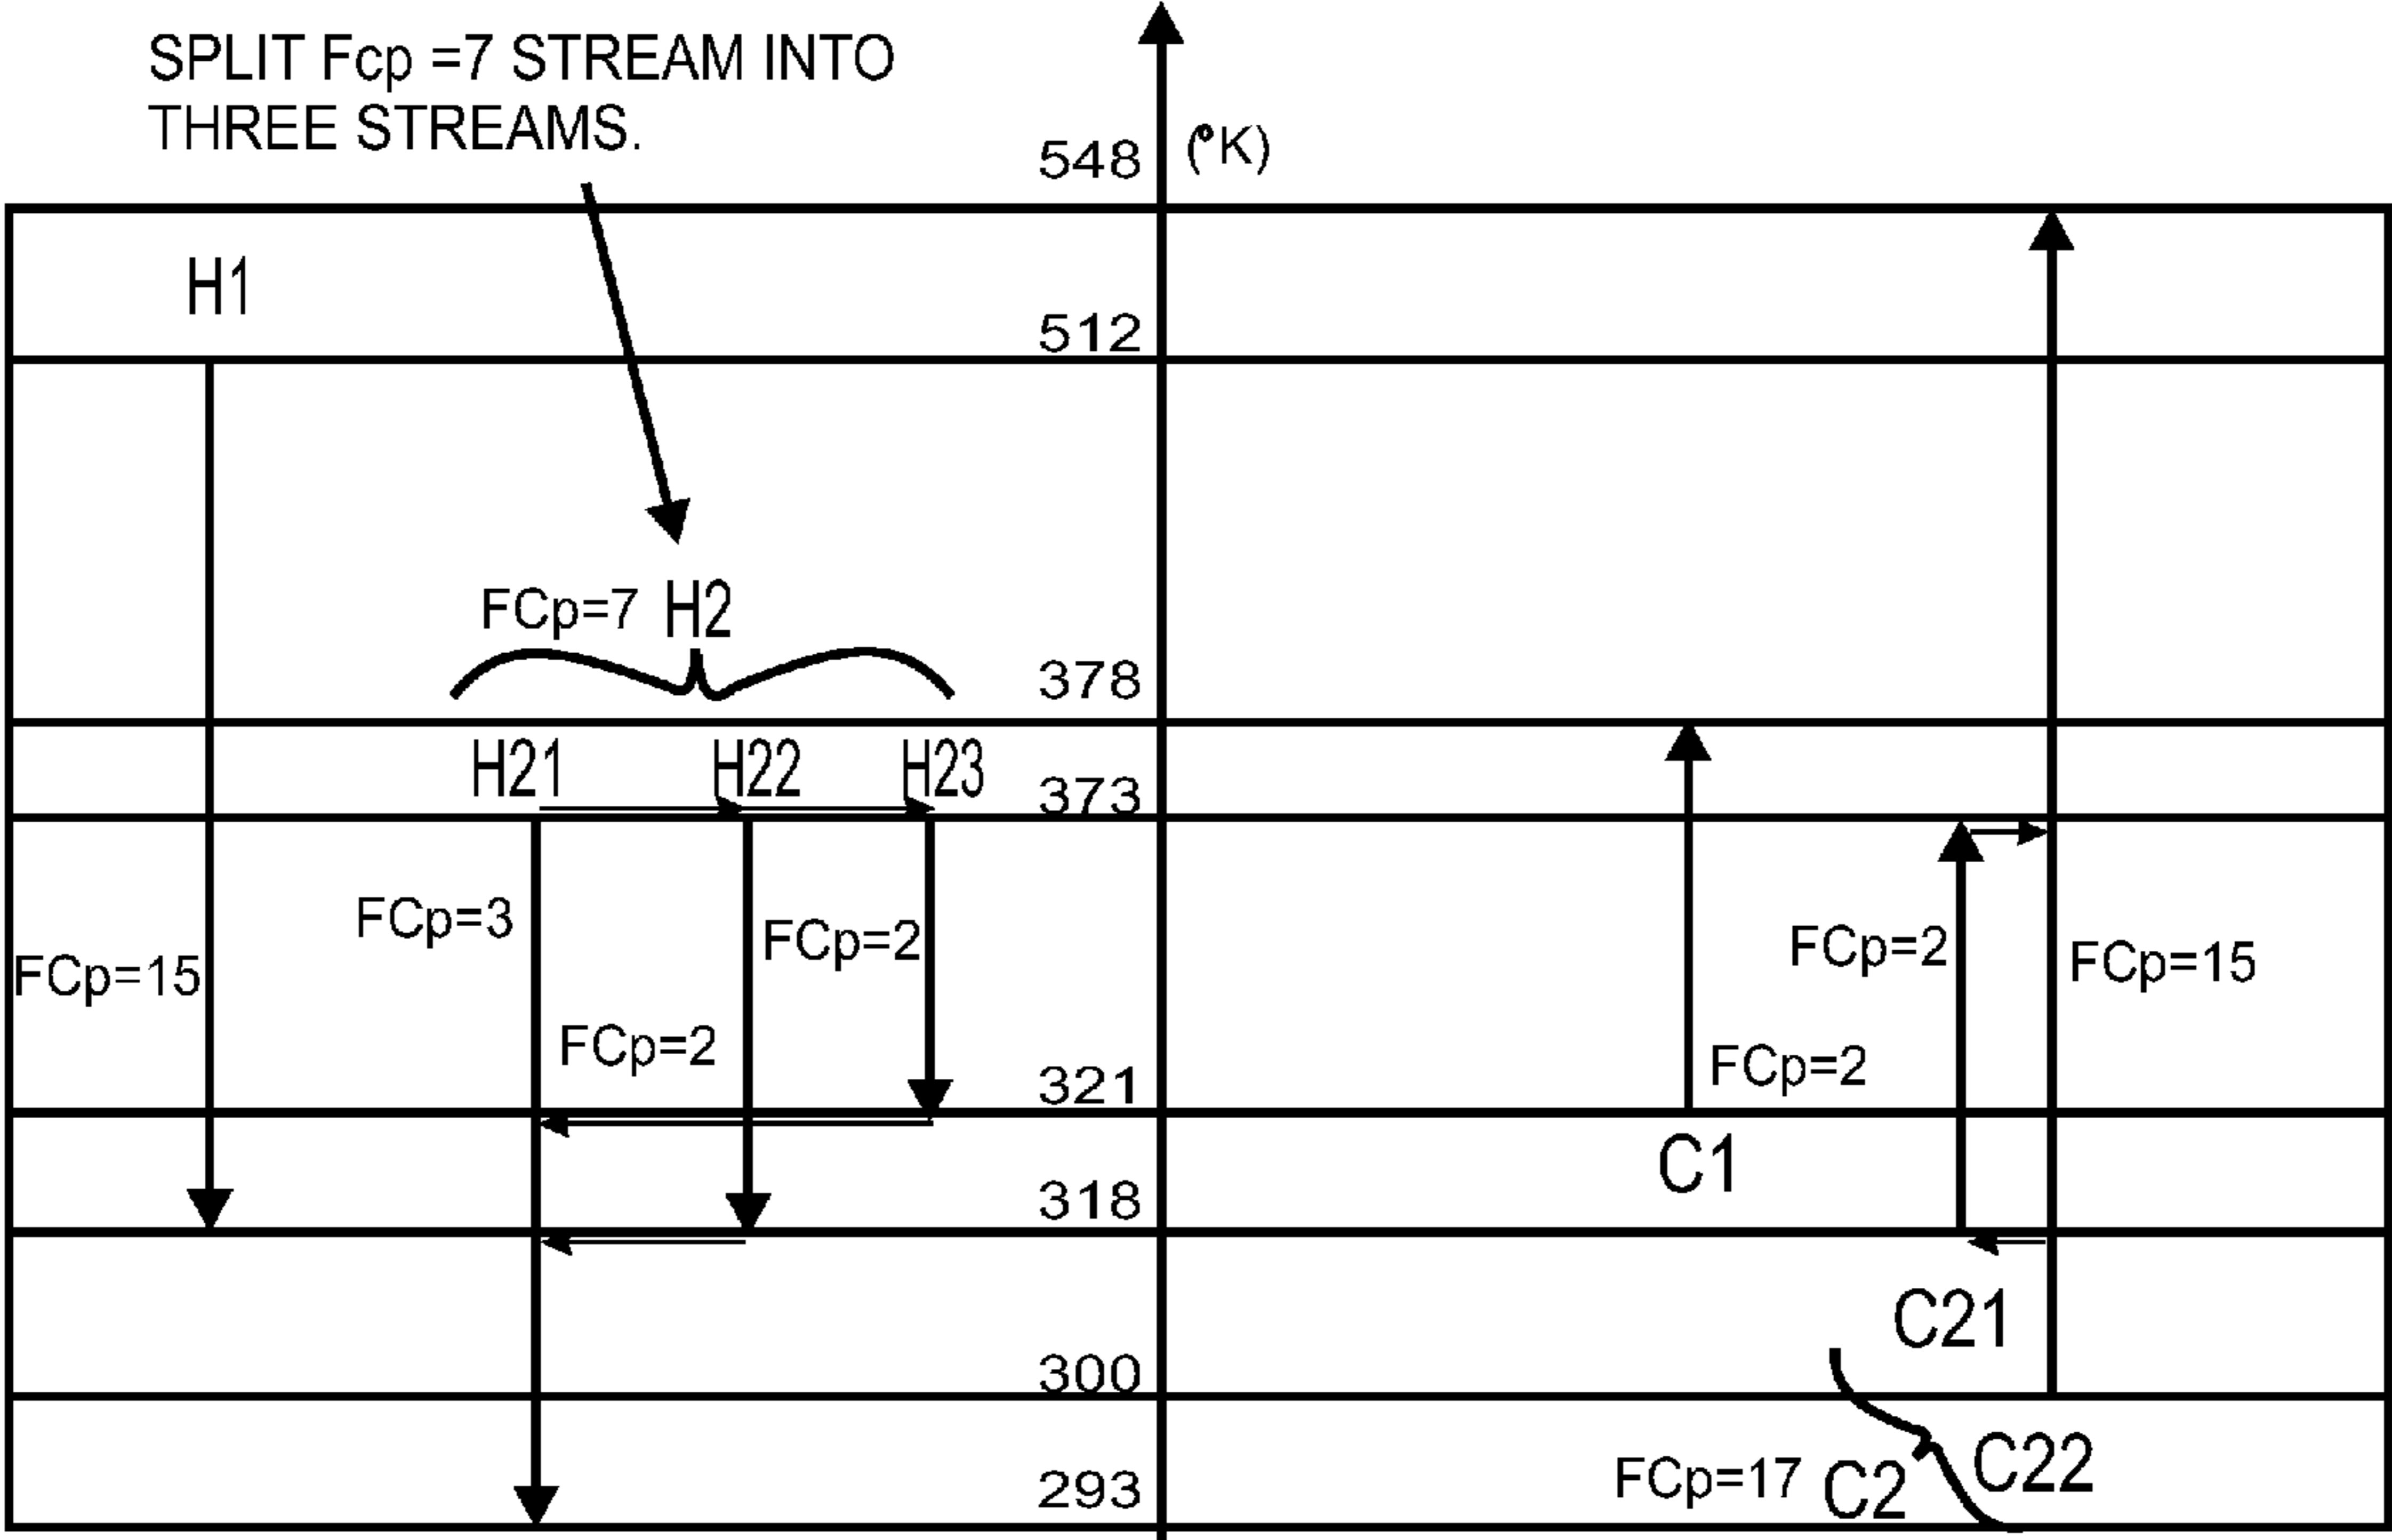 SPLIT Fcp =7 STREAM INTO
THREE STREAMS.
548 (°K)
H1
512
FCp=7 H2
378
H21 H22 H23 373
FCp=3 FCp=2 FCp=2 FCp=15
FCp=15
FCp=2 FCp=2
321
C1
318
C21
300
C22
FCp=17 C2
293